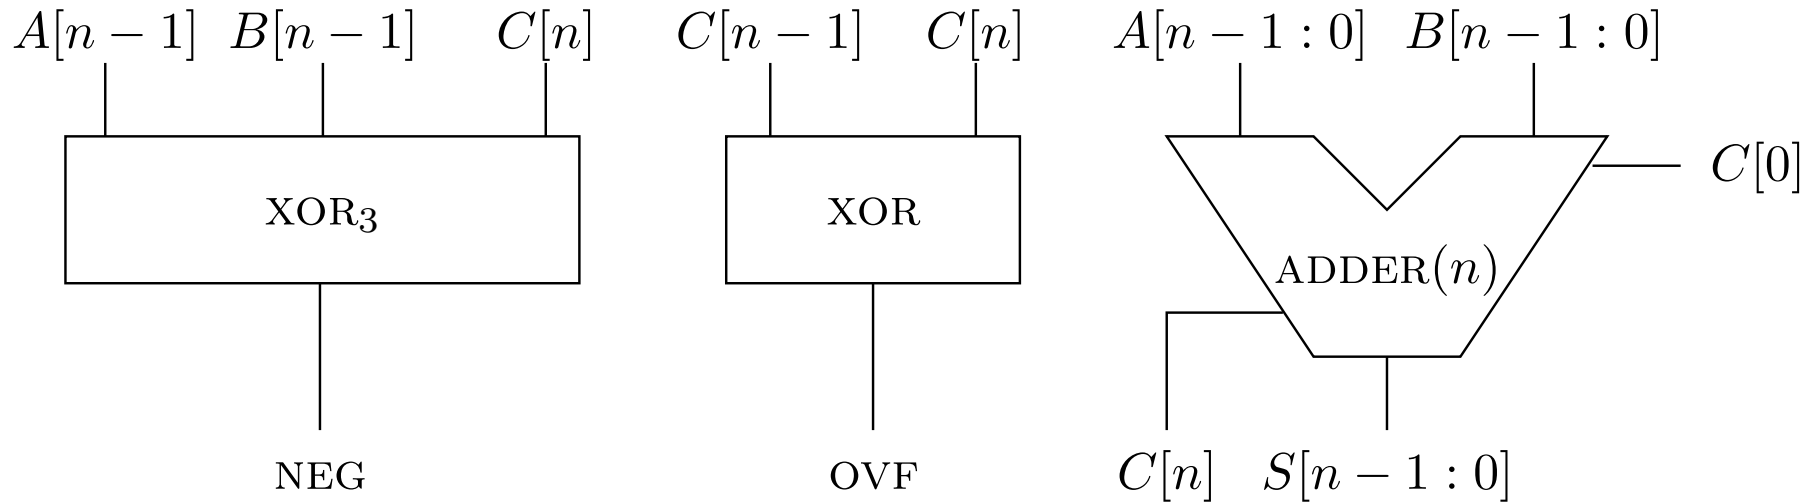 A[n − 1] B[n − 1] C[n] C[n − 1] C[n] A[n − 1 : 0] B[n − 1 : 0]
C[0]
XOR₃ XOR
ADDER(n)
NEG OVF C[n] S[n − 1 : 0]